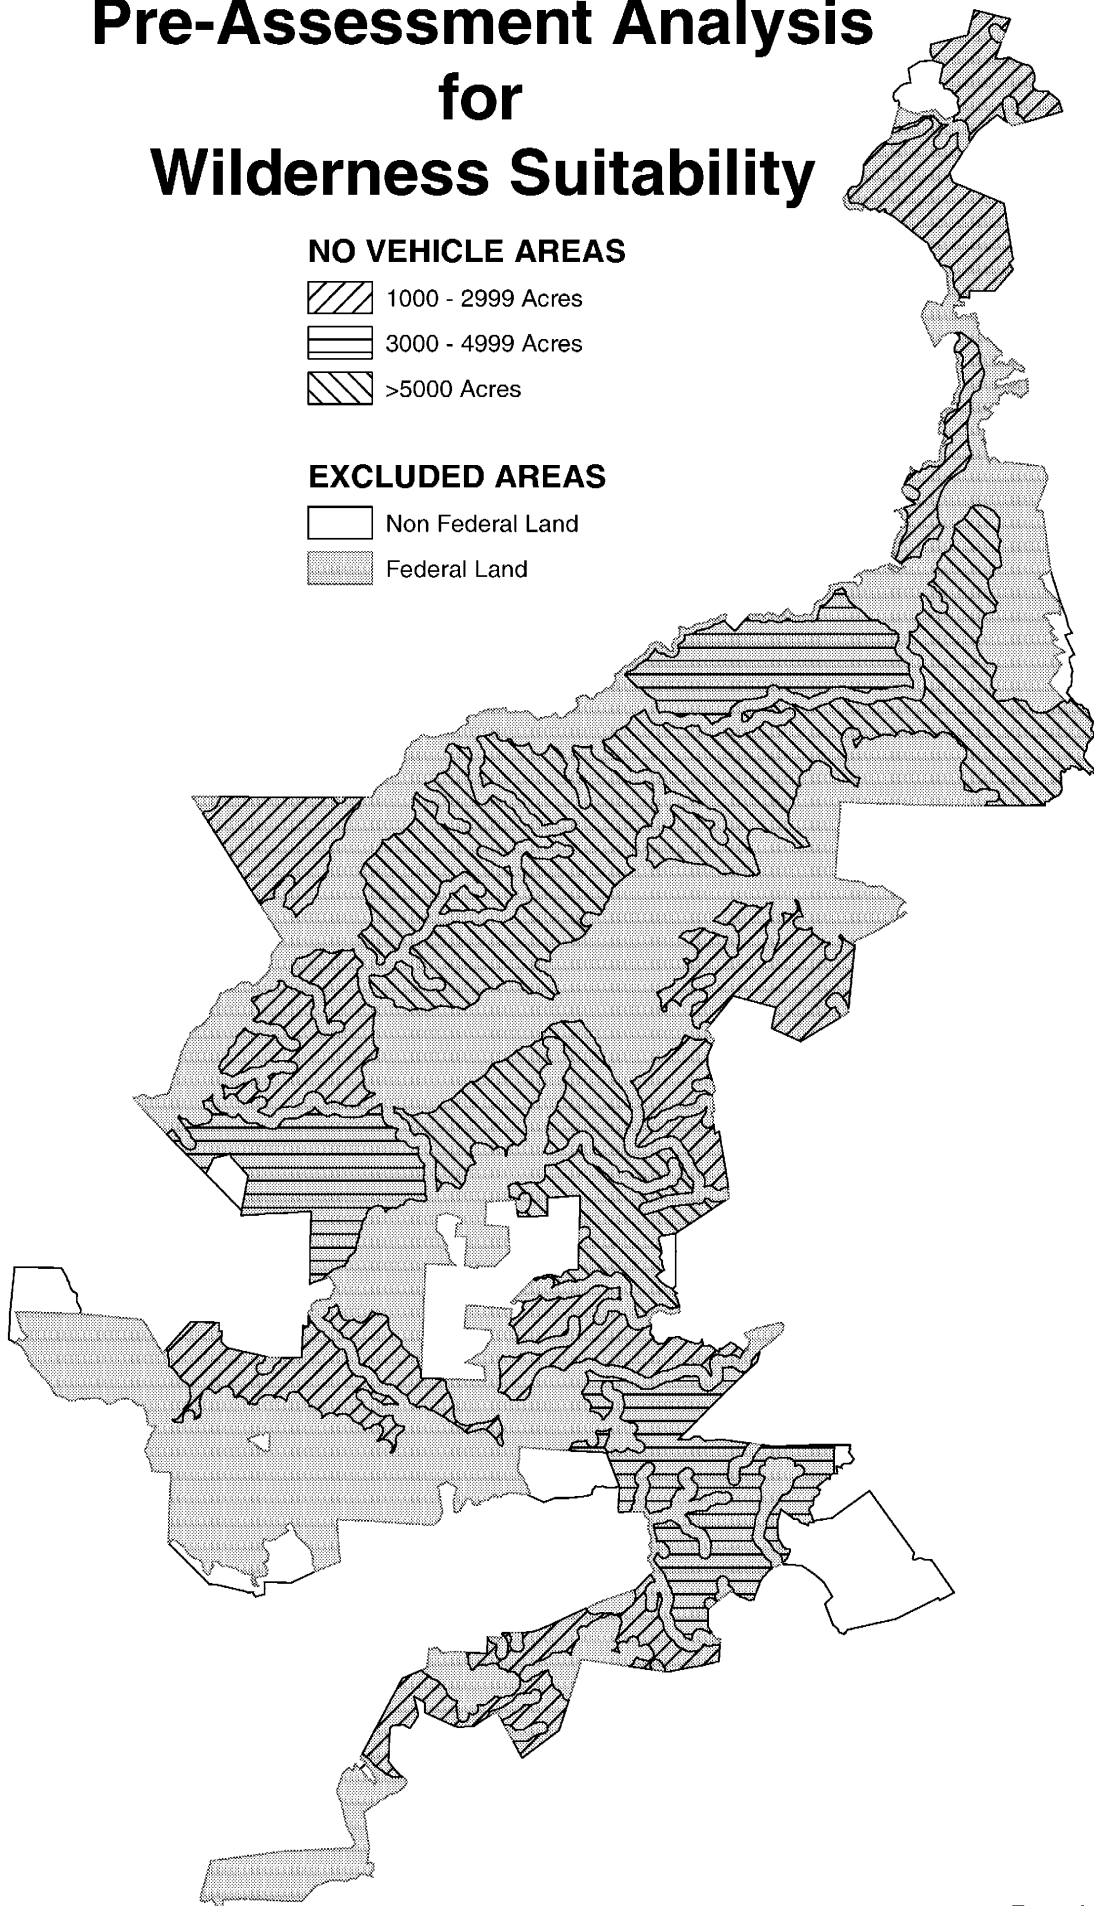 Pre-Assessment Analysis
for
Wilderness Suitability
NO VEHICLE AREAS
1000 - 2999 Acres
3000 - 4999 Acres
>5000 Acres
EXCLUDED AREAS
Non Federal Land
Federal Land